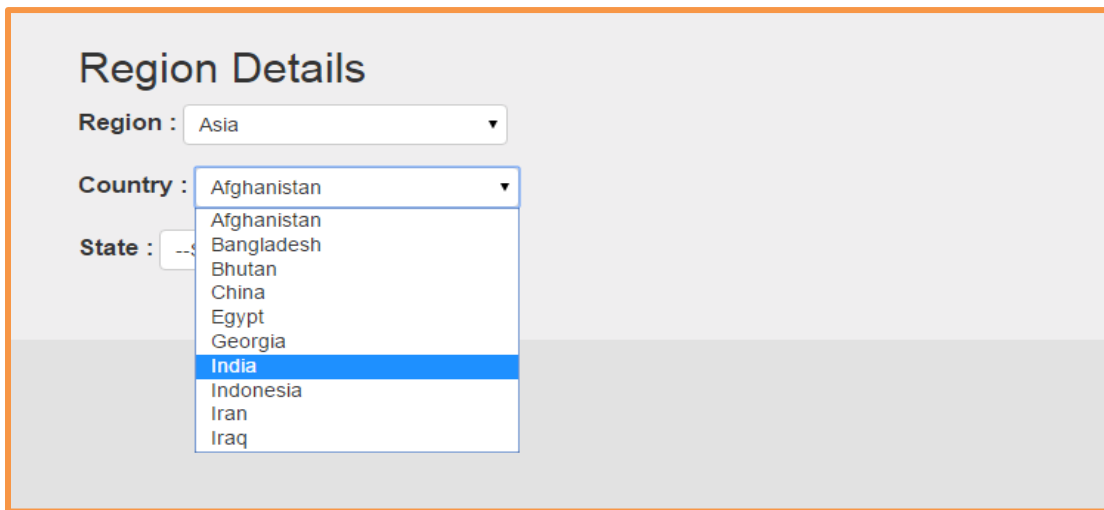 Region Details
Region : Asia
Country : Afghanistan
Afghanistan
State : --
Bangladesh
Bhutan
China
Egypt
Georgia
India
Indonesia
Iran
Iraq